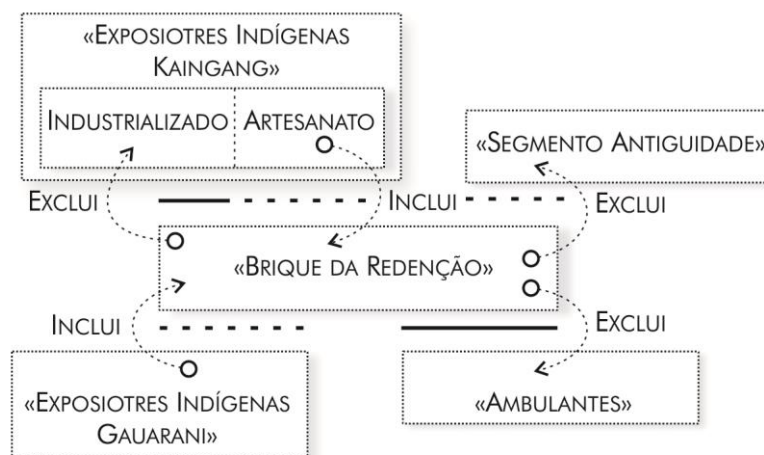 «EXPOSIOTRES INDÍGENAS
KAINGANG»
INDUSTRIALIZADO
ARTESANATO
«SEGMENTO ANTIGUIDADE»
EXCLUI
INCLUI
EXCLUI
«BRIQUE DA REDENÇÃO»
INCLUI
EXCLUI
«EXPOSIOTRES INDÍGENAS
GAUARANI»
«AMBULANTES»